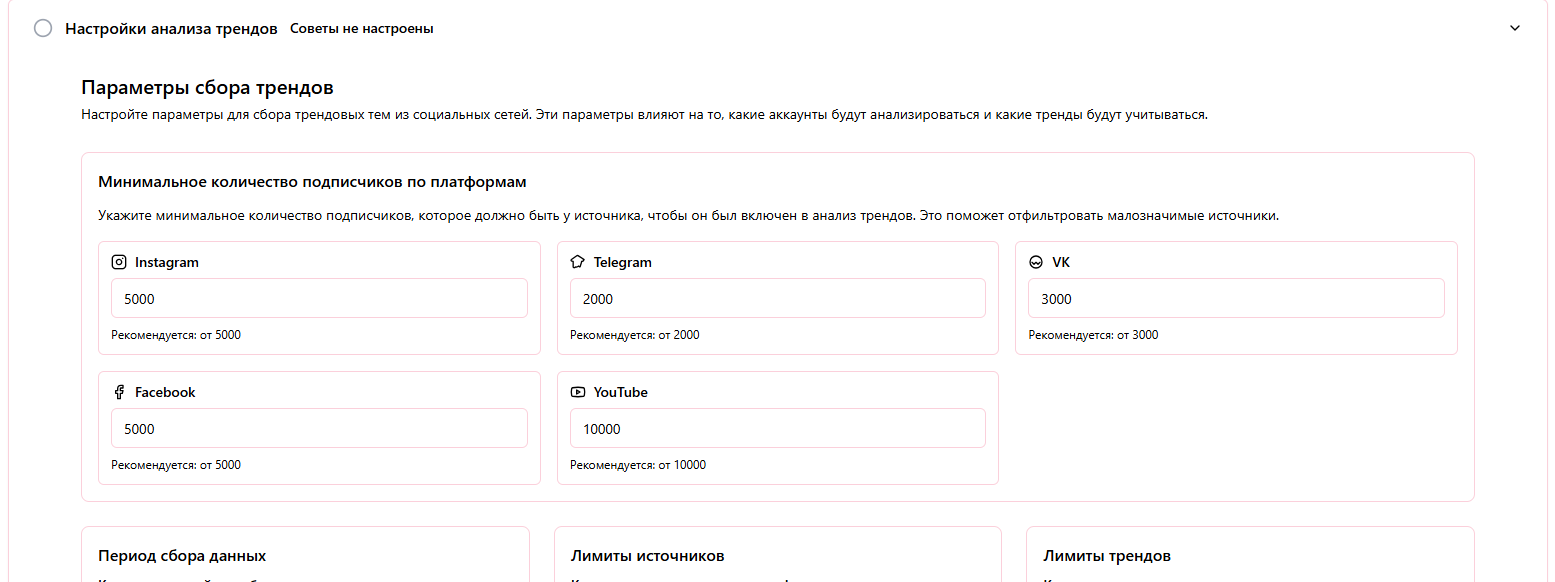 Настройки анализа трендов Советы не настроены
Параметры сбора трендов
Настройте параметры для сбора трендовых тем из социальных сетей. Эти параметры влияют на то, какие аккаунты будут анализироваться и какие тренды будут учитываться.
Минимальное количество подписчиков по платформам
Укажите минимальное количество подписчиков, которое должно быть у источника, чтобы он был включен в анализ трендов. Это поможет отфильтровать малозначимые источники.
Instagram
5000
Рекомендуется: от 5000
Telegram
2000
Рекомендуется: от 2000
VK
3000
Рекомендуется: от 3000
Facebook
5000
Рекомендуется: от 5000
YouTube
10000
Рекомендуется: от 10000
Период сбора данных
Лимиты источников
Лимиты трендов